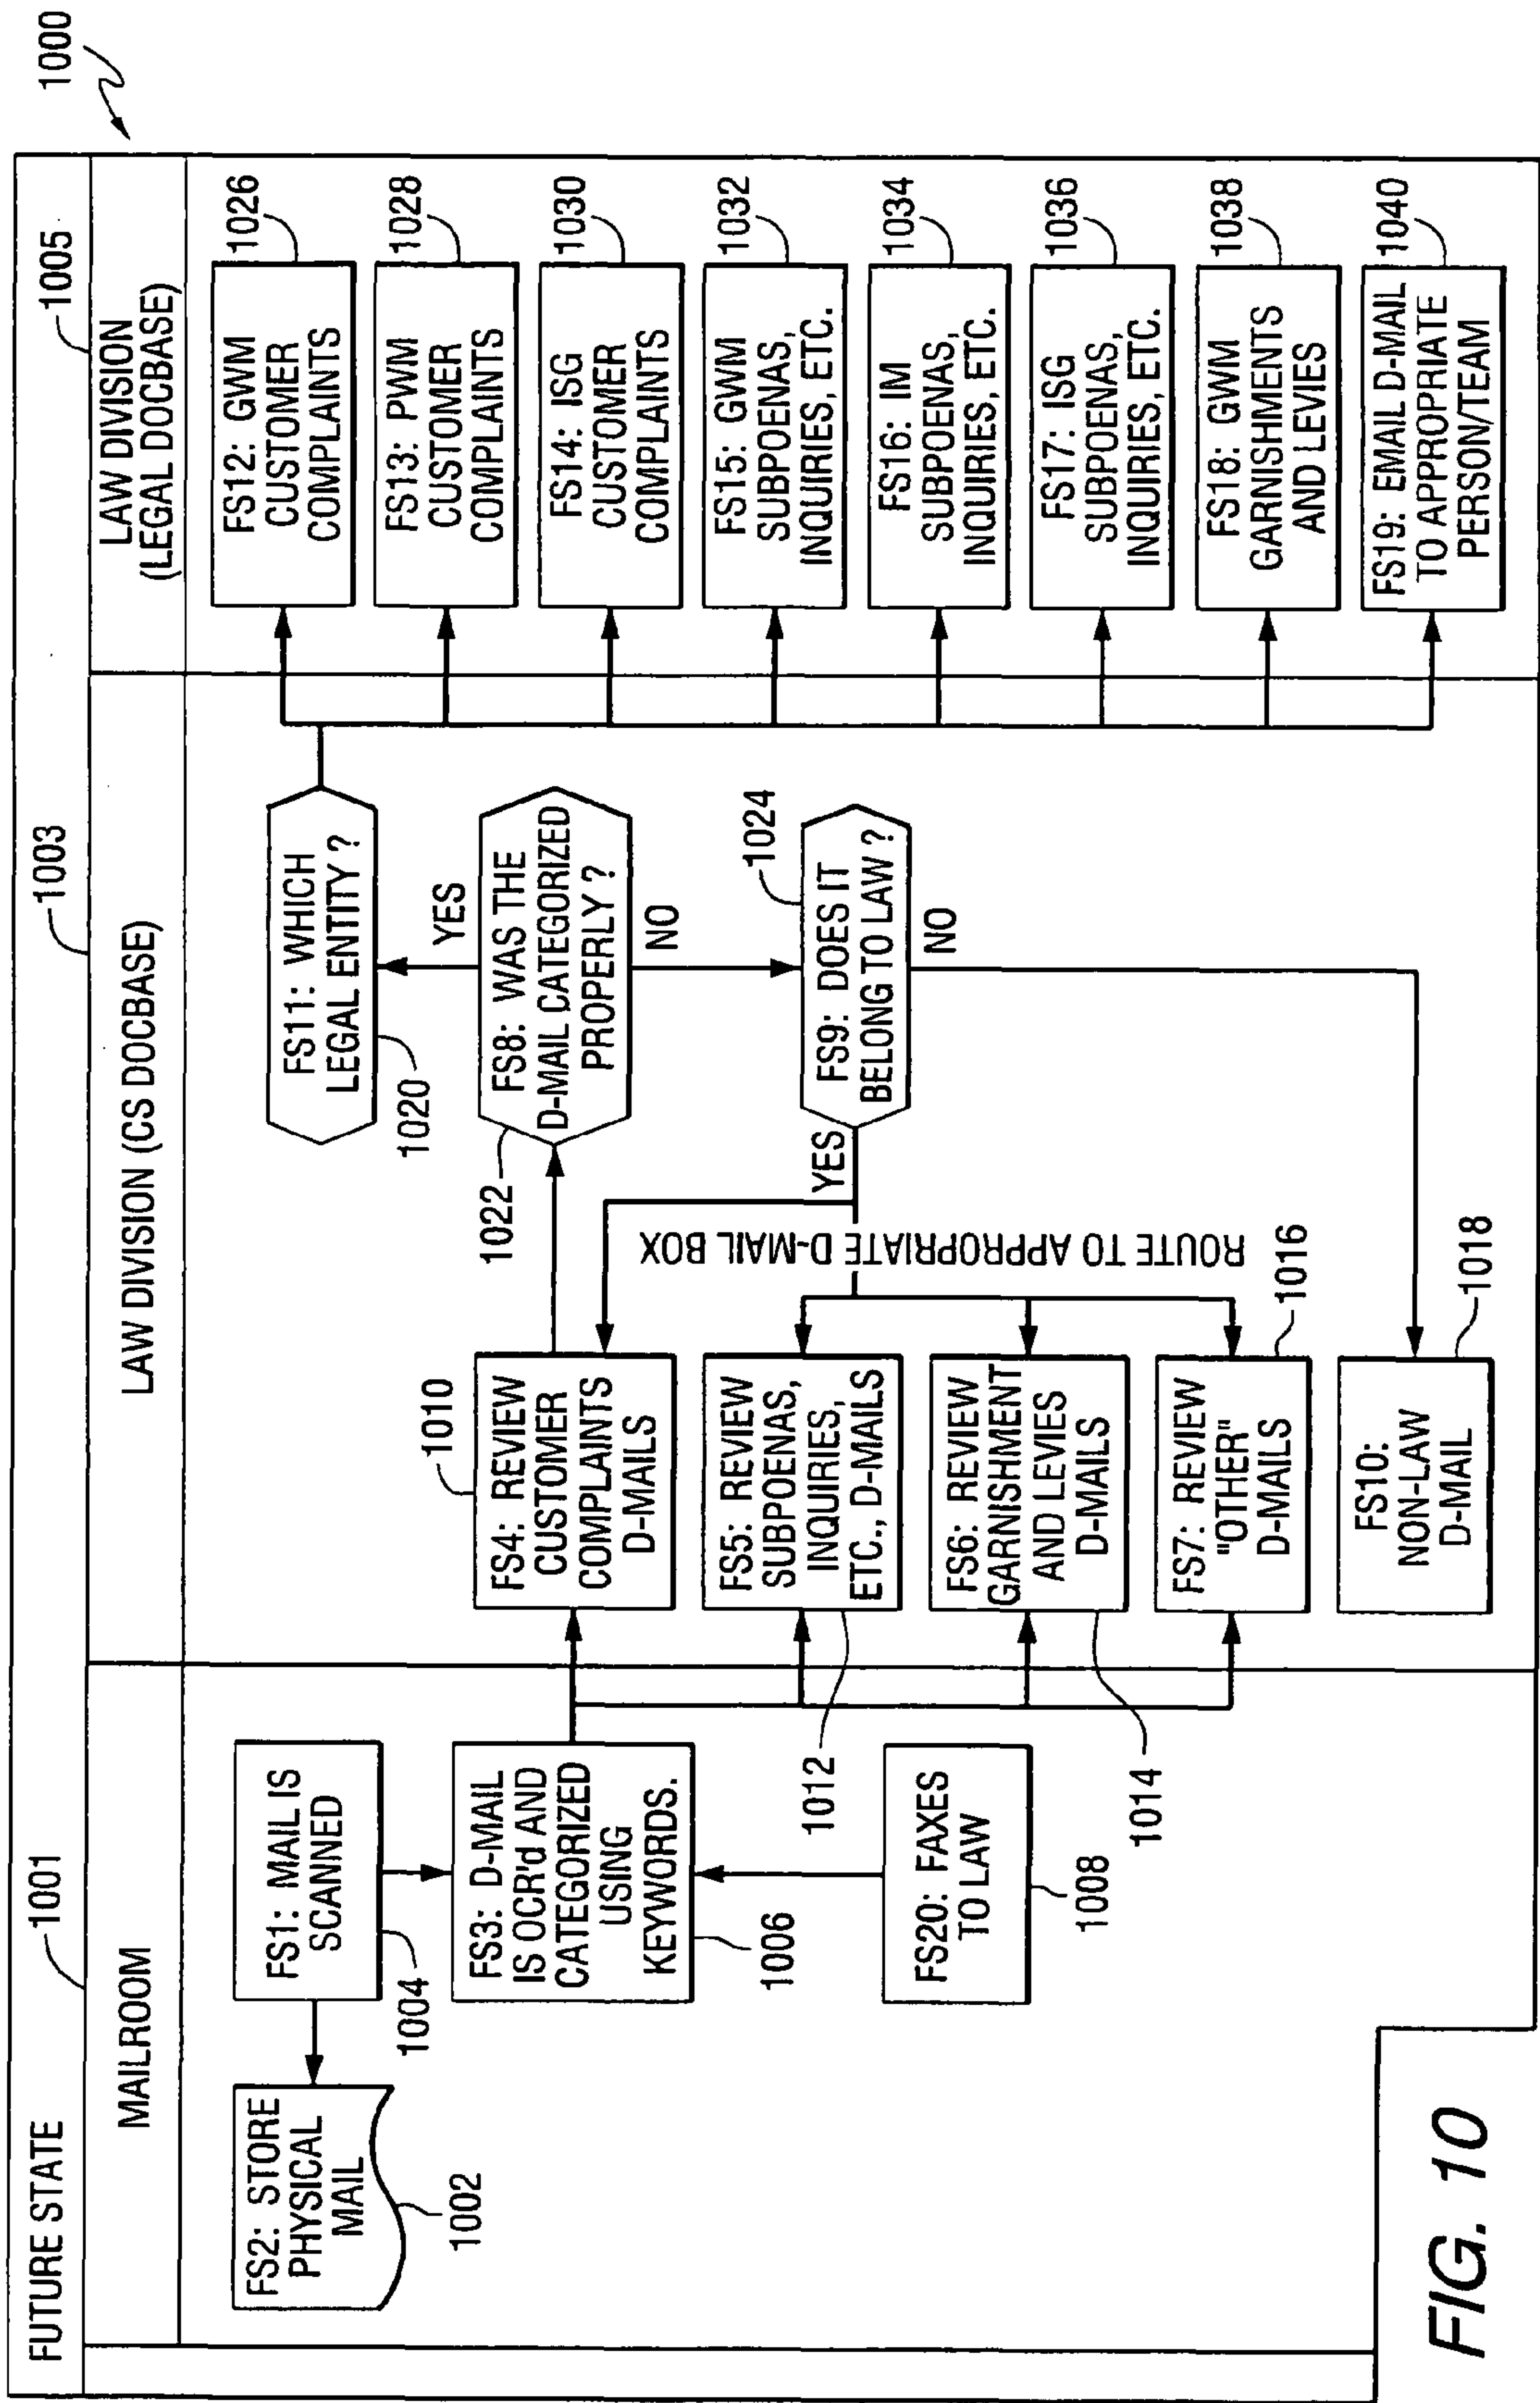 1000
FUTURE STATE
1001
1003
1005
MAILROOM
LAW DIVISION (CS DOCBASE)
LAW DIVISION
(LEGAL DOCBASE)
FS2: STORE
PHYSICAL
MAIL
1002
FS1: MAIL IS
SCANNED
1004
FS3: D-MAIL
IS OCR'd AND
CATEGORIZED
USING
KEYWORDS.
1006
FS20: FAXES
TO LAW
1008
FS4: REVIEW
CUSTOMER
COMPLAINTS
D-MAILS
1010
FS5: REVIEW
SUBPOENAS,
INQUIRIES,
ETC., D-MAILS
1012
FS6: REVIEW
GARNISHMENT
AND LEVIES
D-MAILS
1014
FS7: REVIEW
"OTHER"
D-MAILS
1016
FS10:
NON-LAW
D-MAIL
1018
ROUTE TO APPROPRIATE D-MAIL BOX
FS11: WHICH
LEGAL ENTITY ?
1020
YES
FS8: WAS THE
D-MAIL CATEGORIZED
PROPERLY ?
1022
NO
FS9: DOES IT
BELONG TO LAW ?
1024
YES
NO
FS12: GWM
CUSTOMER
COMPLAINTS
1026
FS13: PWM
CUSTOMER
COMPLAINTS
1028
FS14: ISG
CUSTOMER
COMPLAINTS
1030
FS15: GWM
SUBPOENAS,
INQUIRIES, ETC.
1032
FS16: IM
SUBPOENAS,
INQUIRIES, ETC.
1034
FS17: ISG
SUBPOENAS,
INQUIRIES, ETC.
1036
FS18: GWM
GARNISHMENTS
AND LEVIES
1038
FS19: EMAIL D-MAIL
TO APPROPRIATE
PERSON/TEAM
1040
FIG. 10